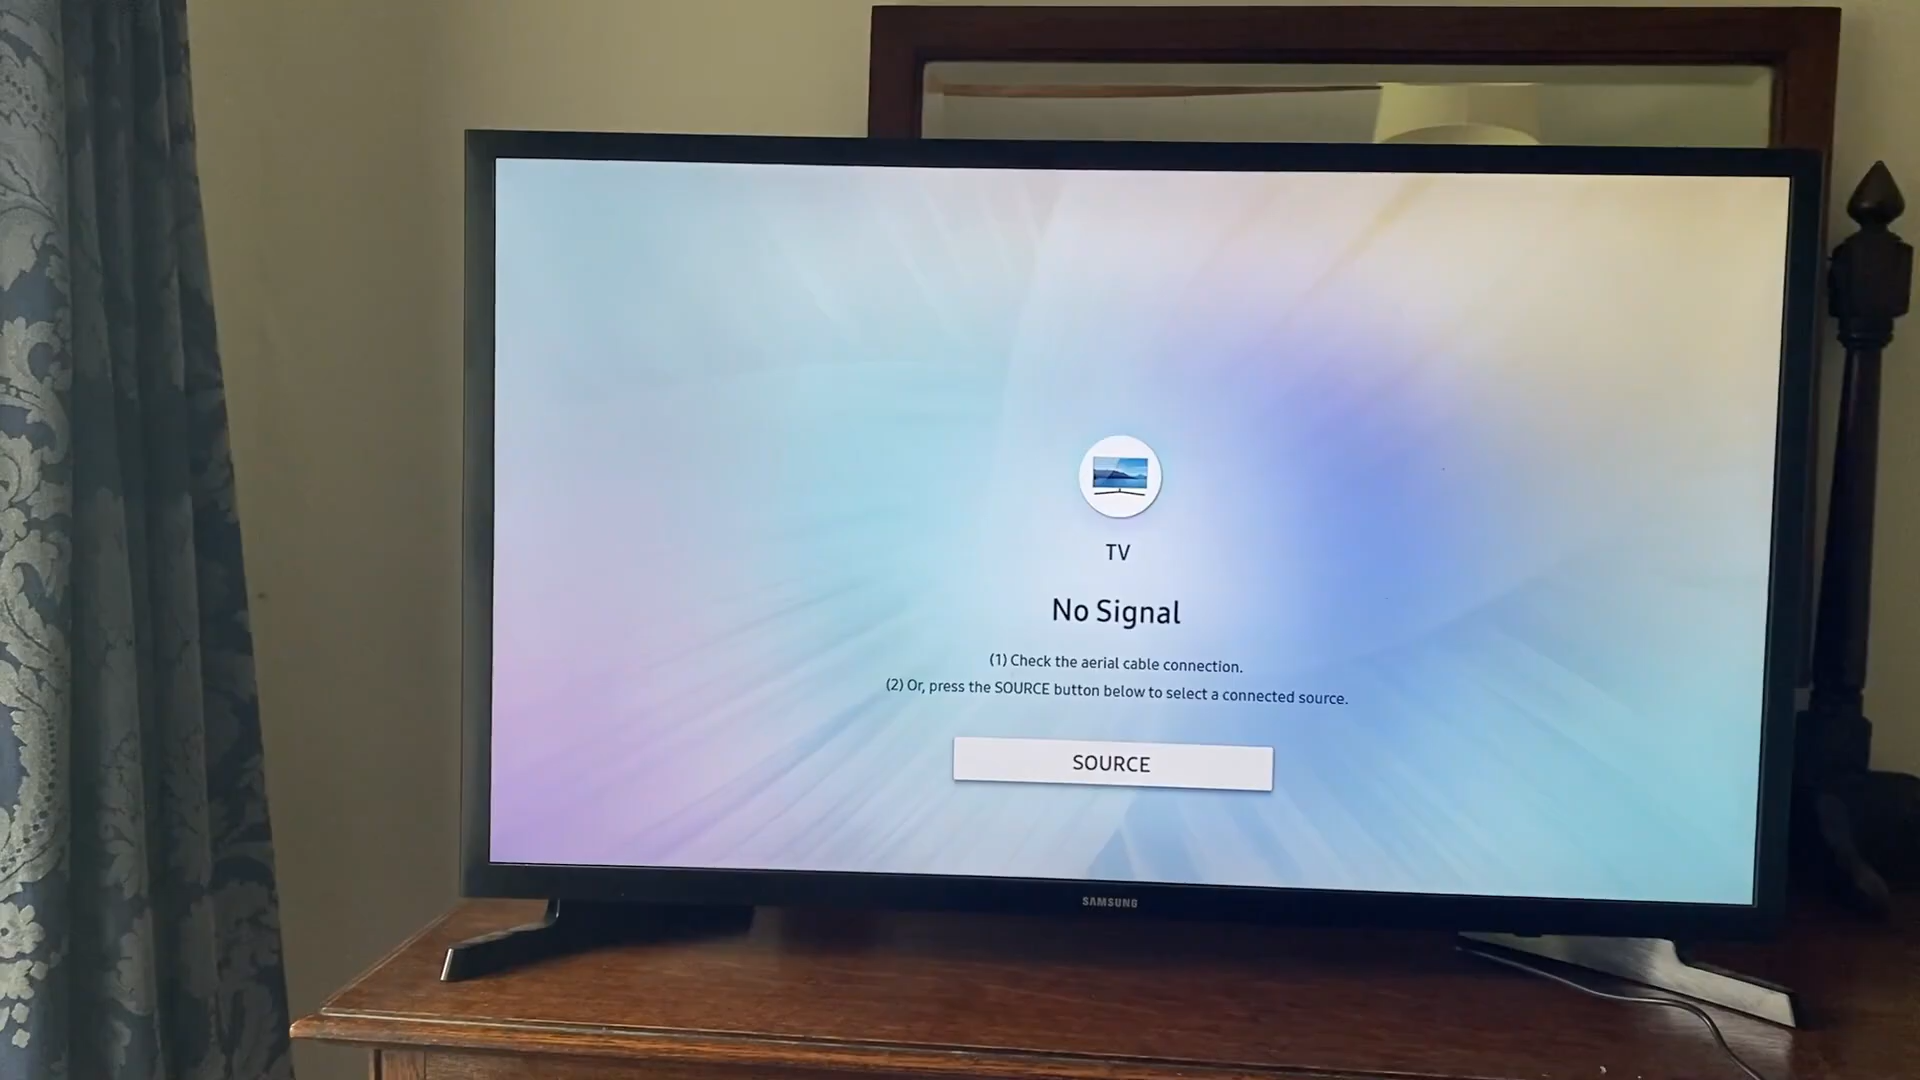 TV
No Signal
(1) Check the aerial cable connection.
(2) Or, press the SOURCE button below to select a connected source.
SOURCE
SAMSUNG